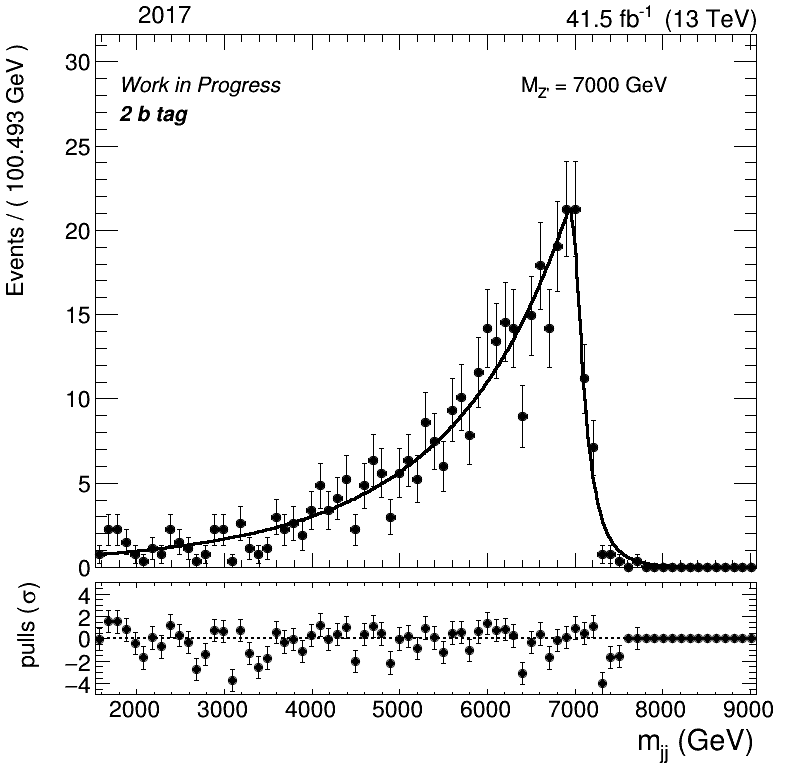 2017 41.5 fb⁻¹ (13 TeV)
Events / ( 100.493 GeV )
Work in Progress
2 b tag
M_Z' = 7000 GeV
30
25
20
15
10
5
0
pulls (σ)
4
2
0
−2
−4
2000 3000 4000 5000 6000 7000 8000 9000
m_jj (GeV)